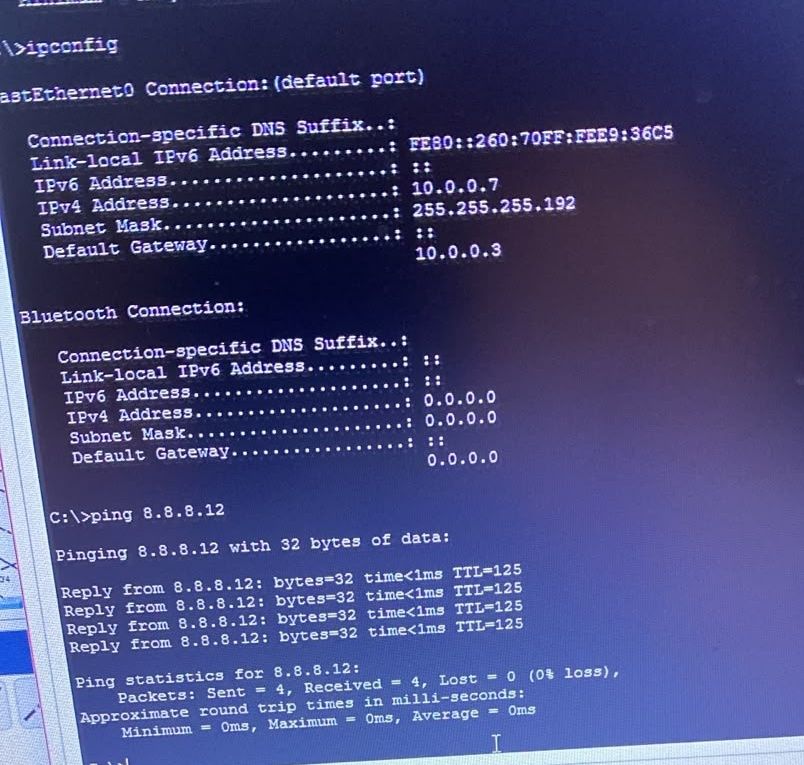 \>ipconfig
astEthernet0 Connection:(default port)
Connection-specific DNS Suffix..:
Link-local IPv6 Address.........: FE80::260:70FF:FEE9:36C5
IPv6 Address....................: ::
IPv4 Address....................: 10.0.0.7
Subnet Mask.....................: 255.255.255.192
Default Gateway.................: ::
10.0.0.3
Bluetooth Connection:
Connection-specific DNS Suffix..:
Link-local IPv6 Address.........: ::
IPv6 Address....................: ::
IPv4 Address....................: 0.0.0.0
Subnet Mask.....................: 0.0.0.0
Default Gateway.................: ::
0.0.0.0
C:\>ping 8.8.8.12
Pinging 8.8.8.12 with 32 bytes of data:
Reply from 8.8.8.12: bytes=32 time<1ms TTL=125
Reply from 8.8.8.12: bytes=32 time<1ms TTL=125
Reply from 8.8.8.12: bytes=32 time<1ms TTL=125
Reply from 8.8.8.12: bytes=32 time<1ms TTL=125
Ping statistics for 8.8.8.12:
Packets: Sent = 4, Received = 4, Lost = 0 (0% loss),
Approximate round trip times in milli-seconds:
Minimum = 0ms, Maximum = 0ms, Average = 0ms